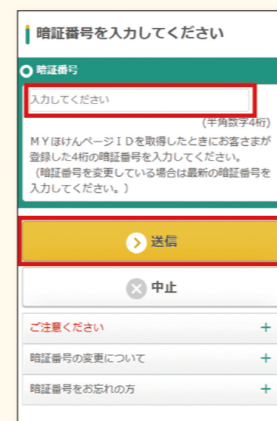 暗証番号を入力してください
暗証番号
入力してください
(半角数字4桁)
MYほけんページIDを取得したときにお客さまが
登録した4桁の暗証番号を入力してください。
(暗証番号を変更している場合は最新の暗証番号を
入力してください。)
送信
中止
ご注意ください +
暗証番号の変更について +
暗証番号をお忘れの方 +